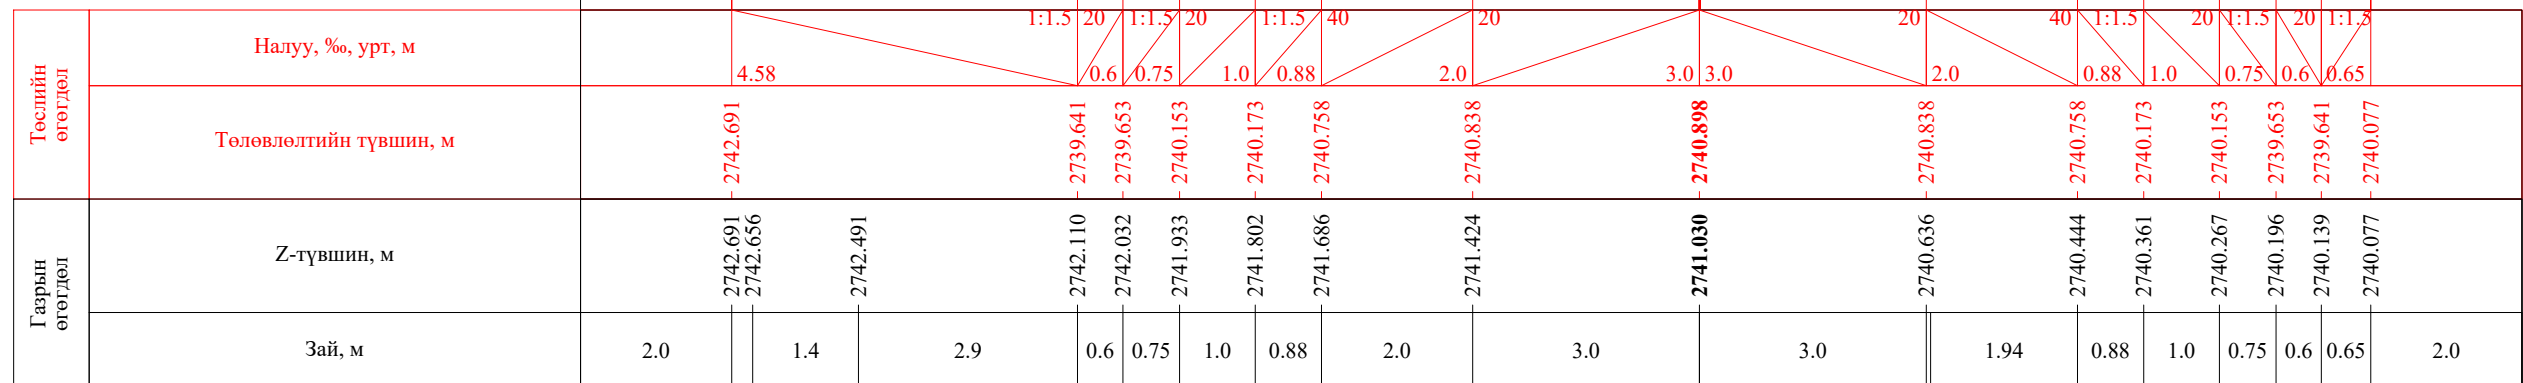 Төслийн өгөгдөл
Налуу, ‰, урт, м
1:1.5 20 1:1.5 20 1:1.5 40 20 20 40 1:1.5 20 1:1.5 20 1:1.5
4.58 0.6 0.75 1.0 0.88 2.0 3.0 3.0 2.0 0.88 1.0 0.75 0.6 0.65
Төлөвлөлтийн түвшин, м
2742.691 2739.641 2739.653 2740.153 2740.173 2740.758 2740.838 2740.898 2740.838 2740.758 2740.173 2740.153 2739.653 2739.641 2740.077
Газрын өгөгдөл
Z-түвшин, м
2742.691 2742.656 2742.491 2742.110 2742.032 2741.933 2741.802 2741.686 2741.424 2741.030 2740.636 2740.444 2740.361 2740.267 2740.196 2740.139 2740.077
Зай, м
2.0 1.4 2.9 0.6 0.75 1.0 0.88 2.0 3.0 3.0 1.94 0.88 1.0 0.75 0.6 0.65 2.0